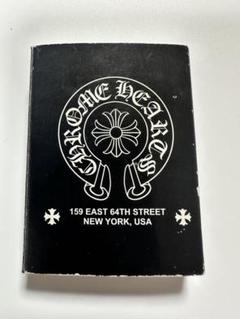 CHROME HEARTS
159 EAST 64TH STREET
NEW YORK, USA